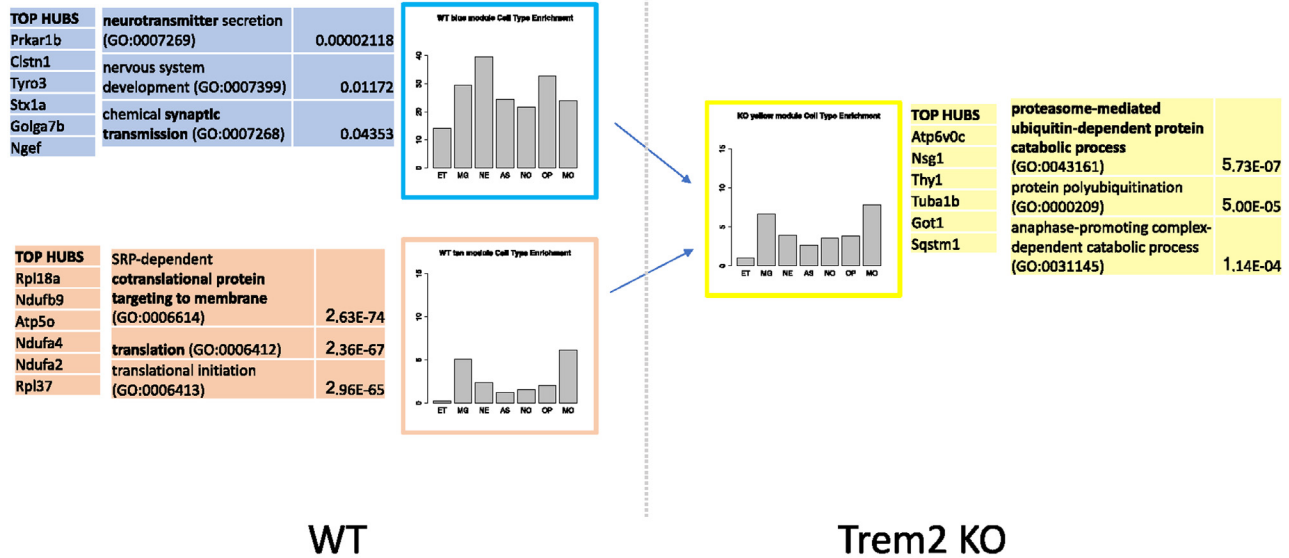 TOP HUBS
Prkar1b
Clstn1
Tyro3
Stx1a
Golga7b
Ngef
neurotransmitter secretion
(GO:0007269)
0.00002118
nervous system
development (GO:0007399)
0.01172
chemical synaptic
transmission (GO:0007268)
0.04353
WT blue module Cell Type Enrichment
40
30
20
10
0
ET MG NE AS NO OP MO
TOP HUBS
Rpl18a
Ndufb9
Atp5o
Ndufa4
Ndufa2
Rpl37
SRP-dependent
cotranslational protein
targeting to membrane
(GO:0006614)
2.63E-74
translation (GO:0006412)
2.36E-67
translational initiation
(GO:0006413)
2.96E-65
WT tan module Cell Type Enrichment
15
10
5
0
ET MG NE AS NO OP MO
KO yellow module Cell Type Enrichment
15
10
5
0
ET MG NE AS NO OP MO
TOP HUBS
Atp6v0c
Nsg1
Thy1
Tuba1b
Got1
Sqstm1
proteasome-mediated
ubiquitin-dependent protein
catabolic process
(GO:0043161)
5.73E-07
protein polyubiquitination
(GO:0000209)
5.00E-05
anaphase-promoting complex-
dependent catabolic process
(GO:0031145)
1.14E-04
WT
Trem2 KO